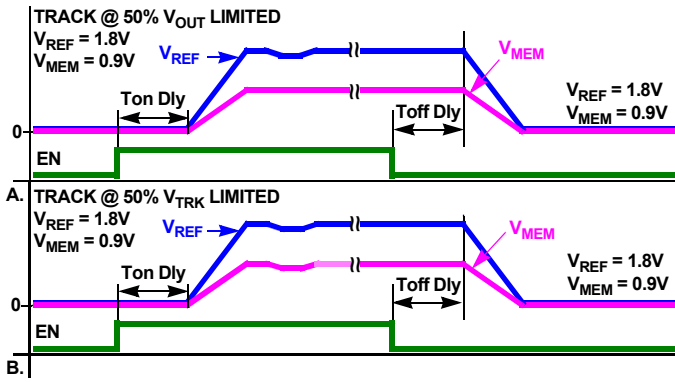 TRACK @ 50% VOUT LIMITED
VREF = 1.8V
VMEM = 0.9V
VREF
VMEM
VREF = 1.8V
VMEM = 0.9V
Ton Dly
Toff Dly
0
EN
A.
TRACK @ 50% VTRK LIMITED
VREF = 1.8V
VMEM = 0.9V
VREF
VMEM
VREF = 1.8V
VMEM = 0.9V
Ton Dly
Toff Dly
0
EN
B.